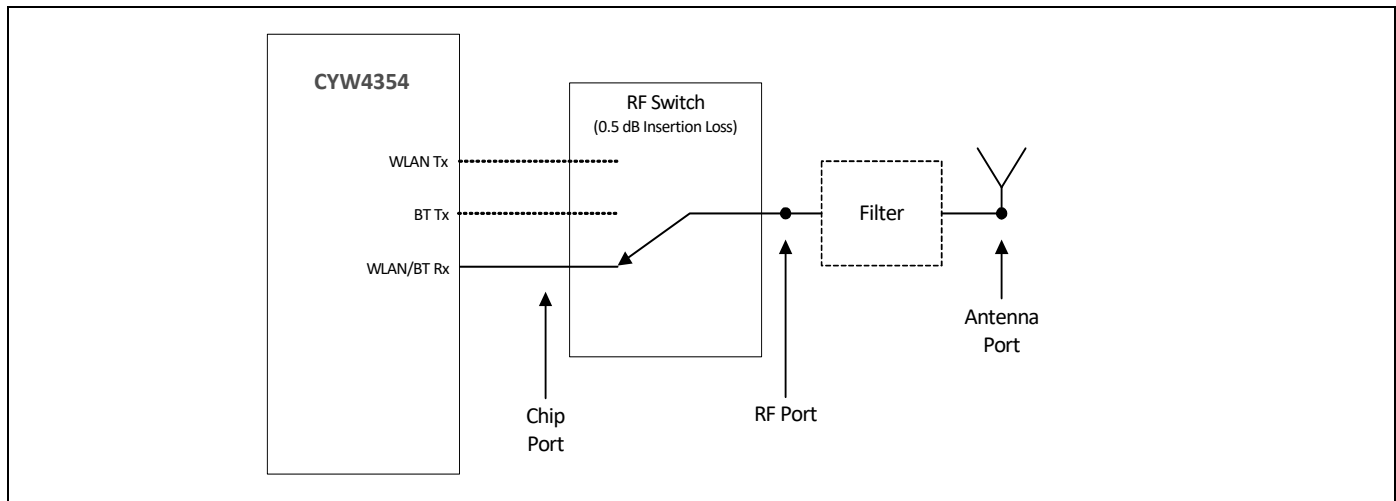 CYW4354
RF Switch
(0.5 dB Insertion Loss)
WLAN Tx
BT Tx
WLAN/BT Rx
Filter
Chip
Port
RF Port
Antenna
Port